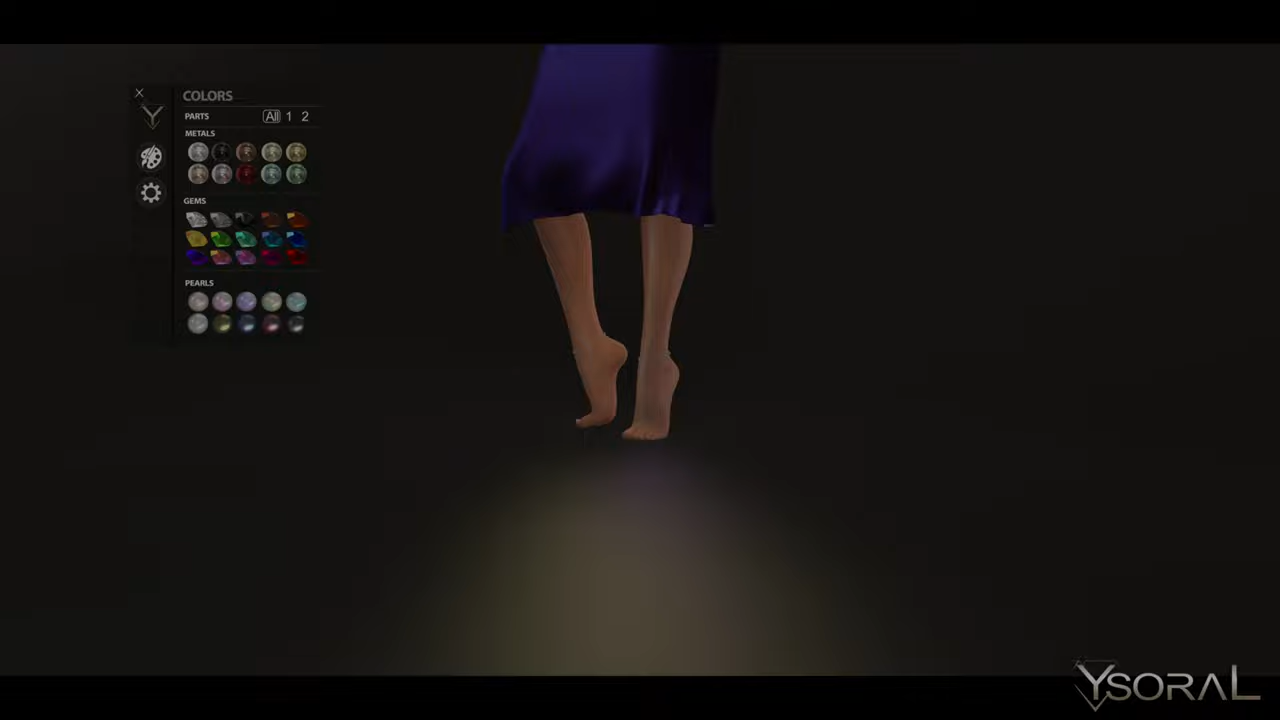 COLORS
PARTS All 1 2
METALS
GEMS
PEARLS
YSORAL